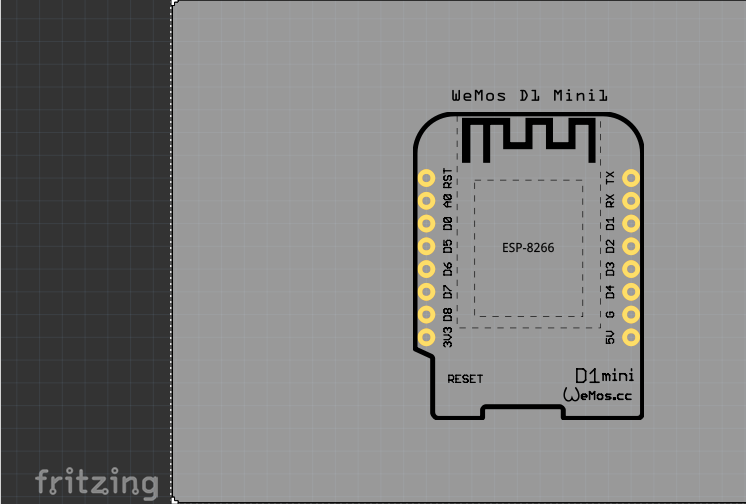 WeMos D1 Mini1
RST
A0
D0
D5
D6
D7
D8
3V3
ESP-8266
TX
RX
D1
D2
D3
D4
G
5V
RESET
D1mini
WeMos.cc
fritzing